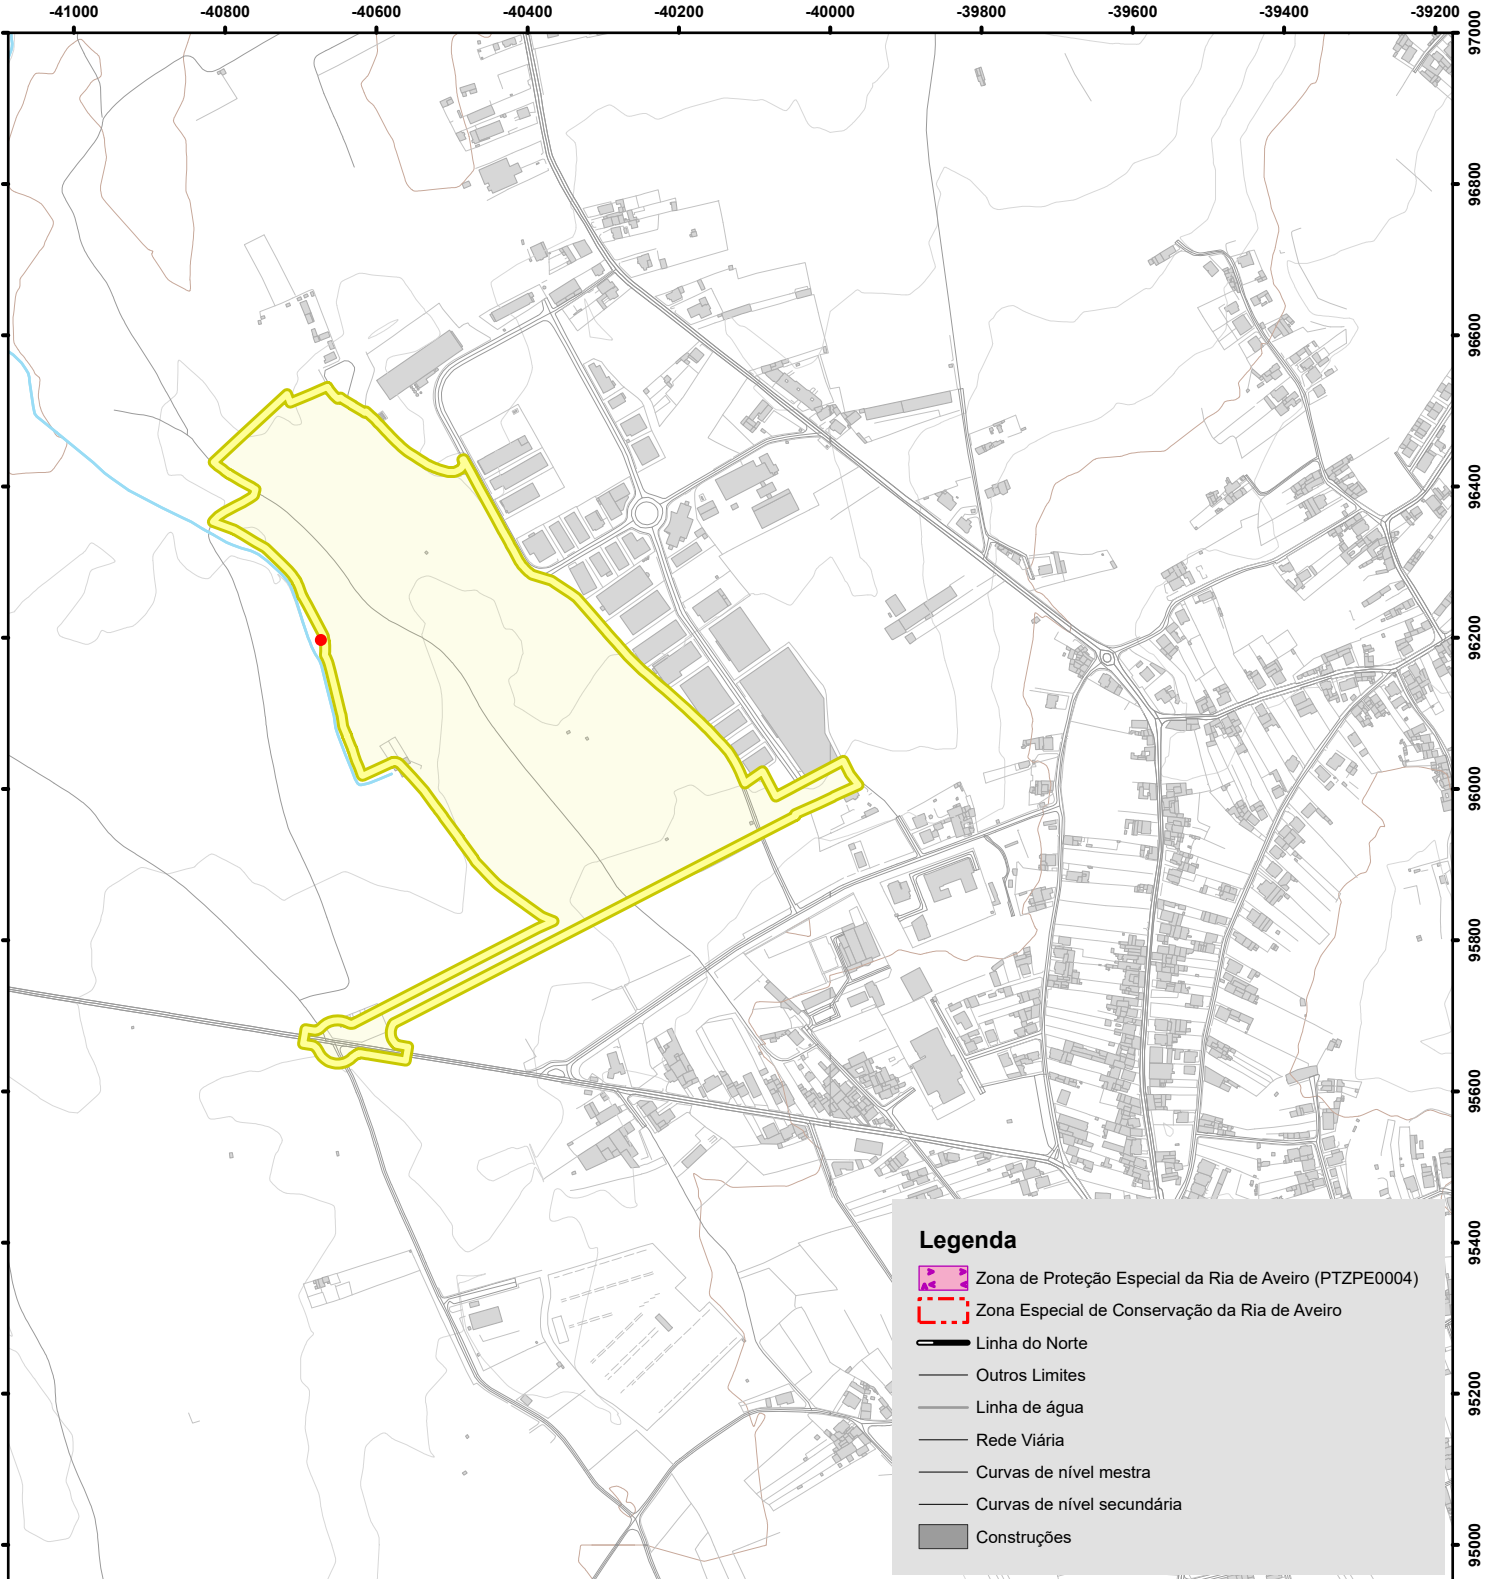 -41000 -40800 -40600 -40400 -40200 -40000 -39800 -39600 -39400 -39200
97000
96800
96600
96400
96200
96000
95800
95600
95400
95200
95000
Legenda
Zona de Proteção Especial da Ria de Aveiro (PTZPE0004)
Zona Especial de Conservação da Ria de Aveiro
Linha do Norte
Outros Limites
Linha de água
Rede Viária
Curvas de nível mestra
Curvas de nível secundária
Construções